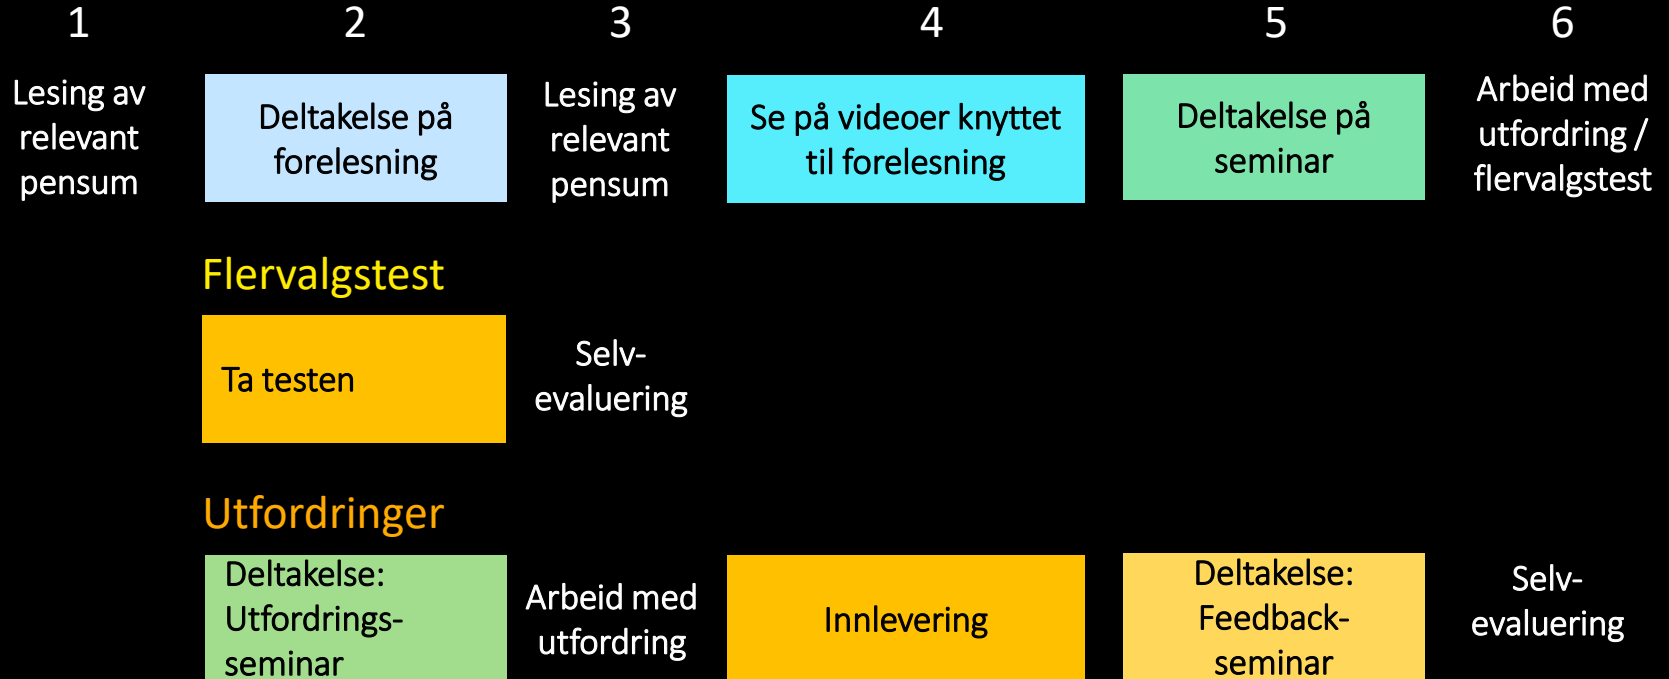 1
2
3
4
5
6
Lesing av
relevant
pensum
Deltakelse på
forelesning
Lesing av
relevant
pensum
Se på videoer knyttet
til forelesning
Deltakelse på
seminar
Arbeid med
utfordring /
flervalgstest
Flervalgstest
Ta testen
Selv-
evaluering
Utfordringer
Deltakelse:
Utfordrings-
seminar
Arbeid med
utfordring
Innlevering
Deltakelse:
Feedback-
seminar
Selv-
evaluering